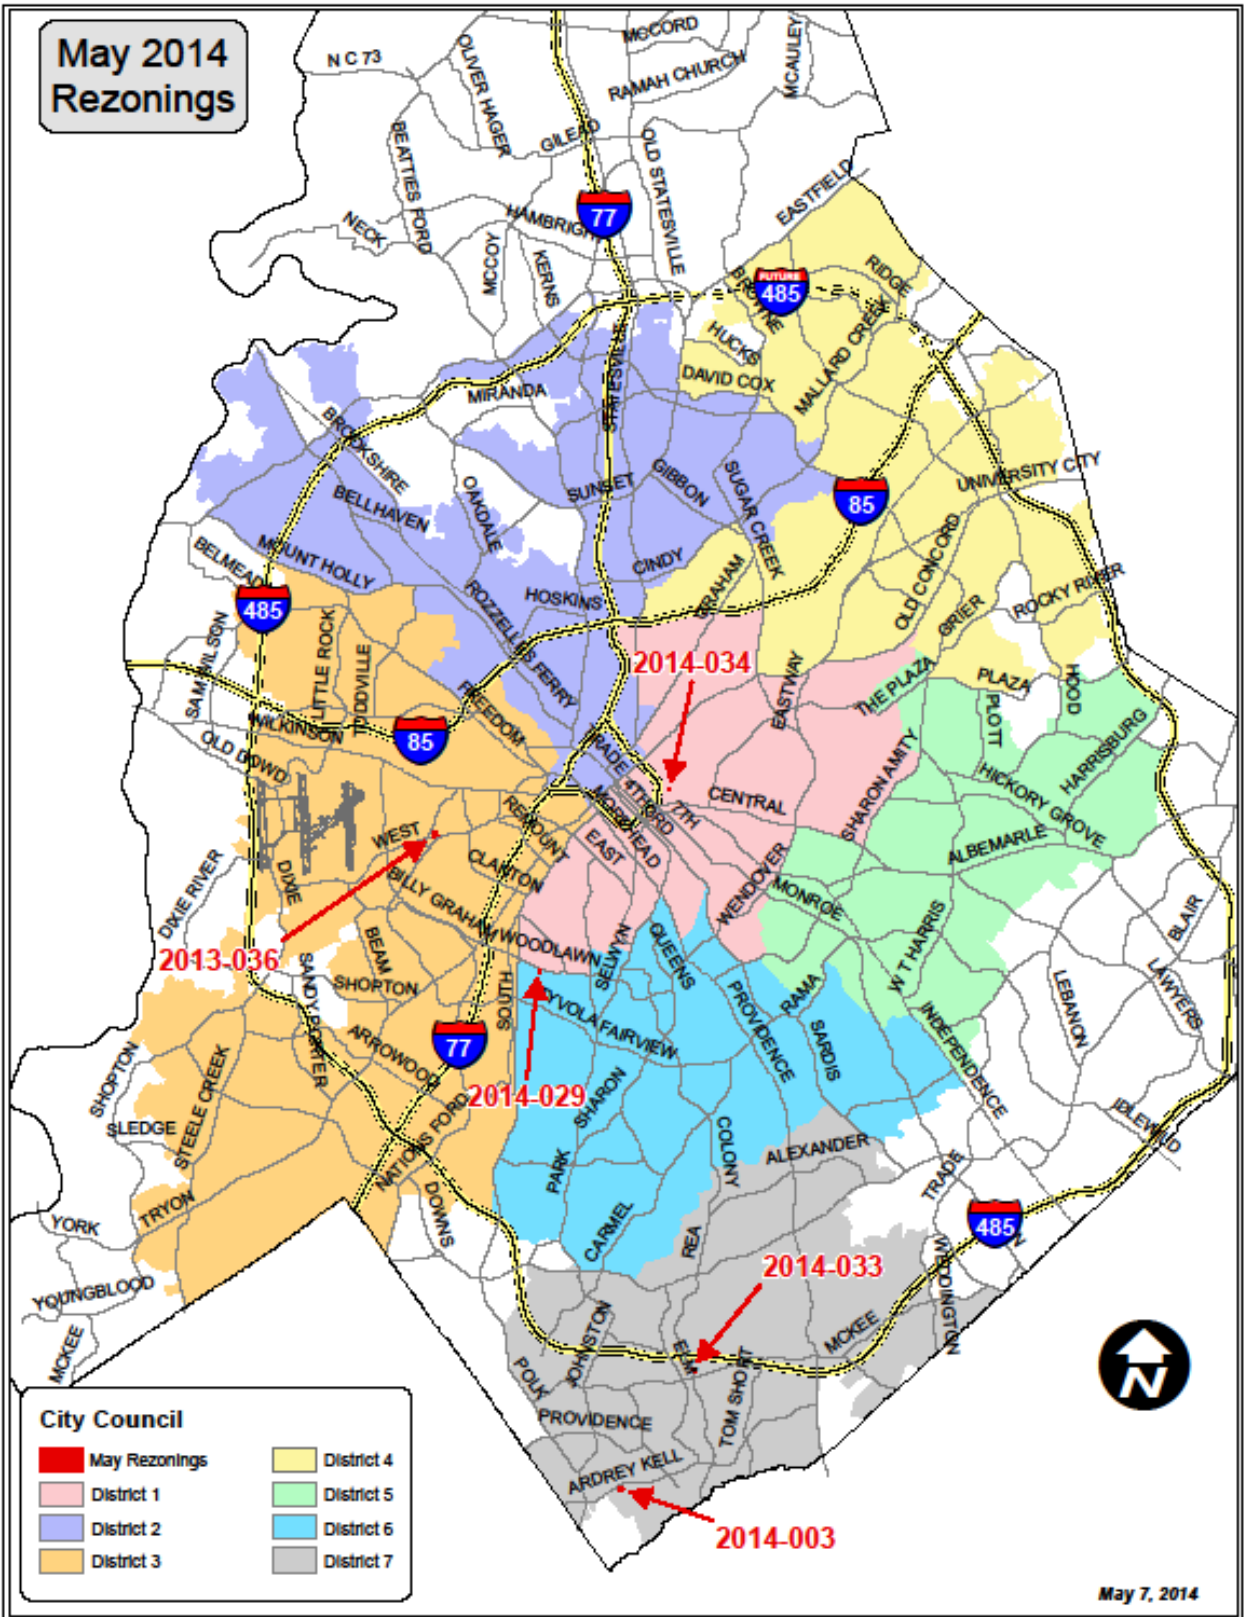 May 2014
Rezonings
N C 73
OLIVER HAGER
MCCORD
RAMAH CHURCH
MCAULEY
BEATTIES FORD
GILEAD
OLD STATESVILLE
EASTFIELD
NECK
HAMBRIGHT
77
MCCOY
KERNS
BROWNE
FUTURE
485
RIDGE
HUCKS
MALLARD CREEK
DAVID COX
STATESVILLE
MIRANDA
BROOKSHIRE
BELLHAVEN
OAKDALE
SUNSET
GIBBON
SUGAR CREEK
85
UNIVERSITY CITY
BELMEADE
MOUNT HOLLY
CINDY
GRAHAM
OLD CONCORD
485
HOSKINS
ROZZELLES FERRY
GRIER
ROCKY RIVER
SAM WILSON
LITTLE ROCK
TODDVILLE
2014-034
EASTWAY
THE PLAZA
PLAZA
HOOD
PLOTT
FREEDOM
WILKINSON
85
HARRISBURG
OLD DOWD
TRADE
4TH
7TH
CENTRAL
SHARON AMITY
HICKORY GROVE
MOREHEAD
WEST
REMOUNT
EAST
CLANTON
ALBEMARLE
DIXIE
DIXIE RIVER
BILLY GRAHAM
WOODLAWN
WENDOVER
MONROE
BLAIR
2013-036
BEAM
SELWYN
QUEENS
W T HARRIS
LAWYERS
SANDY PORTER
SHOPTON
SOUTH
PROVIDENCE
RAMA
LEBANON
TYVOLA
FAIRVIEW
SARDIS
INDEPENDENCE
ARROWOOD
77
2014-029
SHOPTON
STEELE CREEK
SHARON
IDLEWILD
SLEDGE
NATIONS FORD
PARK
COLONY
ALEXANDER
TRADE
TRYON
DOWNS
YORK
CARMEL
REA
485
YOUNGBLOOD
2014-033
WEDDINGTON
MCKEE
JOHNSTON
ELM
MCKEE
POLK
TOM SHORT
PROVIDENCE
ARDREY KELL
2014-003
N
City Council
May Rezonings
District 1
District 2
District 3
District 4
District 5
District 6
District 7
May 7, 2014